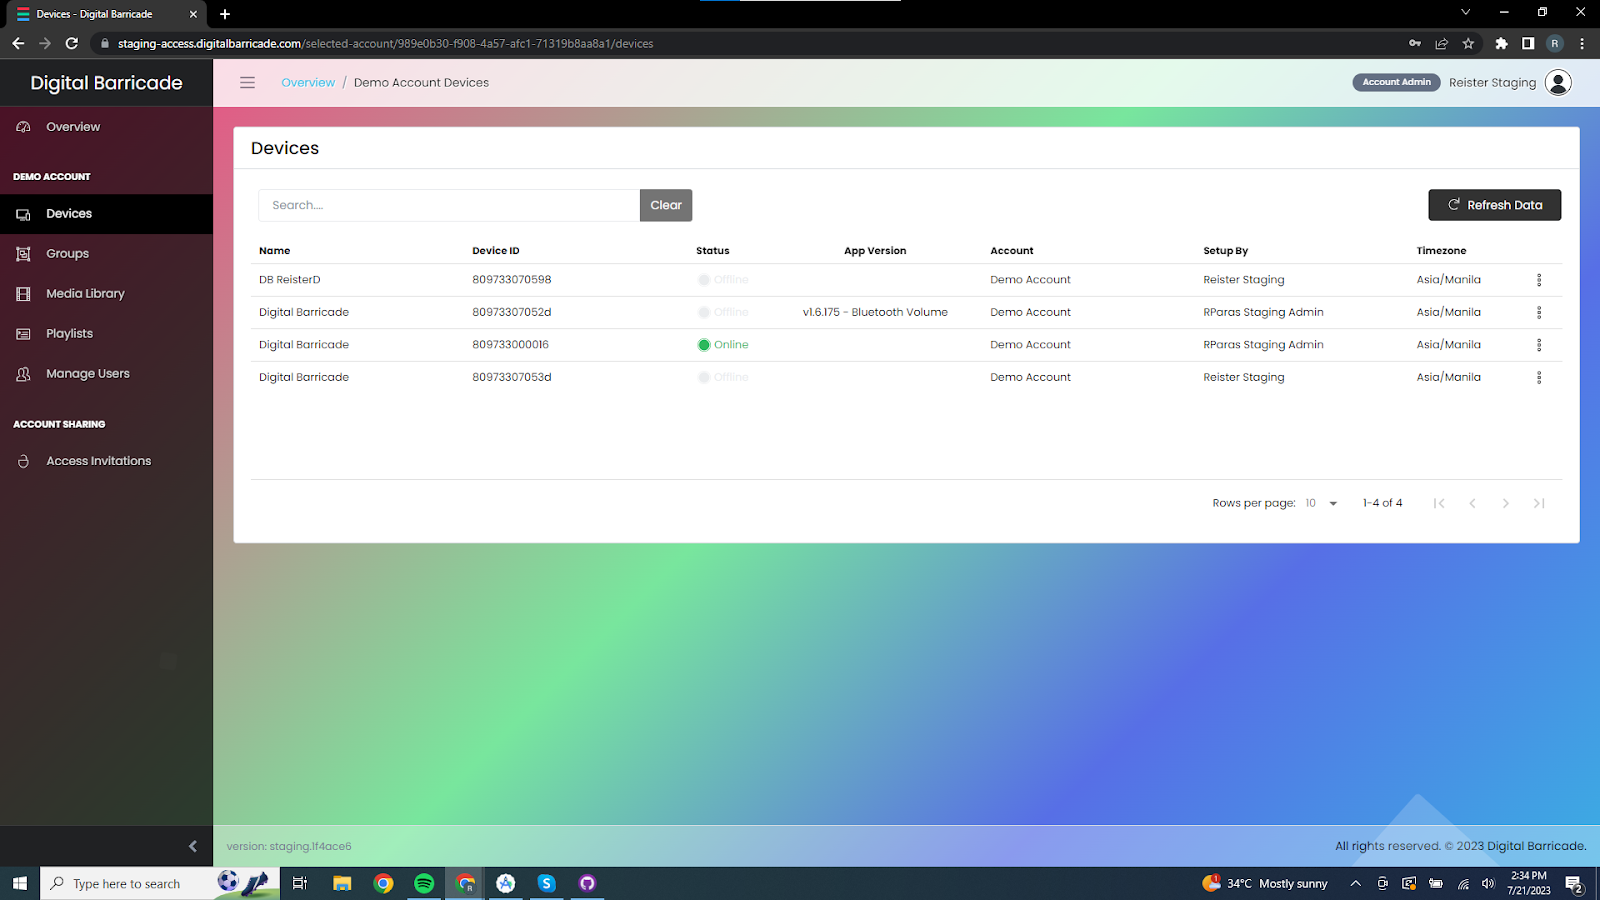 Devices - Digital Barricade
staging-access.digitalbarricade.com/selected-account/989e0b30-f908-4a57-afc1-71319b8aa8a1/devices
R
Digital Barricade
Overview / Demo Account Devices
Account Admin
Reister Staging
Overview
DEMO ACCOUNT
Devices
Groups
Media Library
Playlists
Manage Users
ACCOUNT SHARING
Access Invitations
Devices
Search....
Clear
Refresh Data
Name Device ID Status App Version Account Setup By Timezone
DB ReisterD 809733070598 Offline Demo Account Reister Staging Asia/Manila
Digital Barricade 80973307052d Offline v1.6.175 - Bluetooth Volume Demo Account RParas Staging Admin Asia/Manila
Digital Barricade 809733000016 Online Demo Account RParas Staging Admin Asia/Manila
Digital Barricade 80973307053d Offline Demo Account Reister Staging Asia/Manila
Rows per page: 10 1-4 of 4
version: staging.1f4ace6
All rights reserved. © 2023 Digital Barricade.
Type here to search
34°C Mostly sunny
2:34 PM
7/21/2023
2